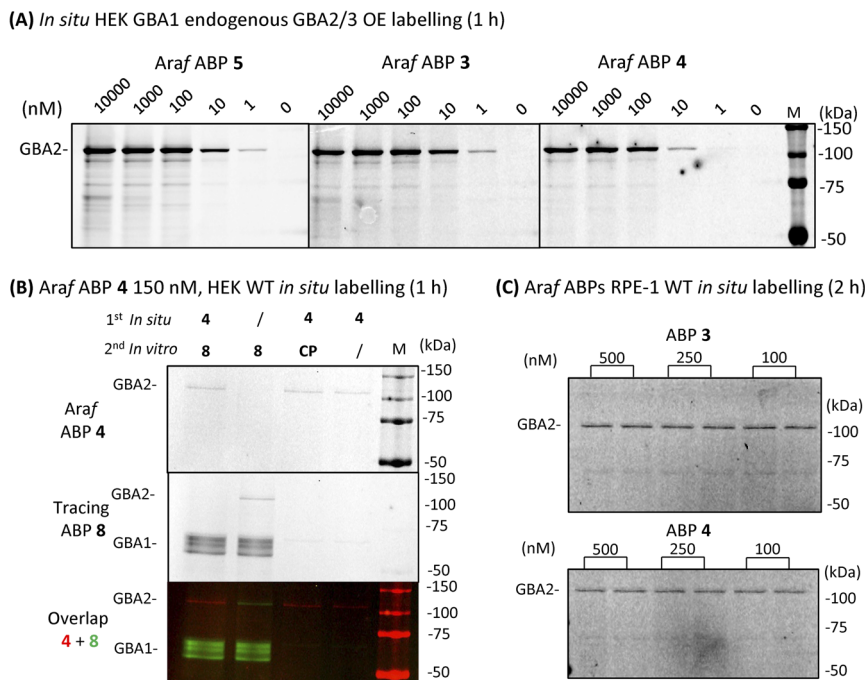 (A) In situ HEK GBA1 endogenous GBA2/3 OE labelling (1 h)
Araf ABP 5 Araf ABP 3 Araf ABP 4
(nM) 10000 1000 100 10 1 0 10000 1000 100 10 1 0 10000 1000 100 10 1 0 M (kDa)
-150
GBA2- -100
-75
-50
(B) Araf ABP 4 150 nM, HEK WT in situ labelling (1 h)
1st In situ 4 / 4 4
2nd In vitro 8 8 CP / M (kDa)
-150
GBA2-
-100
Araf
ABP 4
-75
-50
-150
GBA2-
-100
Tracing
ABP 8
-75
GBA1-
-50
-150
GBA2-
-100
Overlap
4 + 8
-75
GBA1-
-50
(C) Araf ABPs RPE-1 WT in situ labelling (2 h)
ABP 3
(nM) 500 250 100
(kDa)
GBA2- -100
-75
-50
ABP 4
(nM) 500 250 100
(kDa)
GBA2- -100
-75
-50